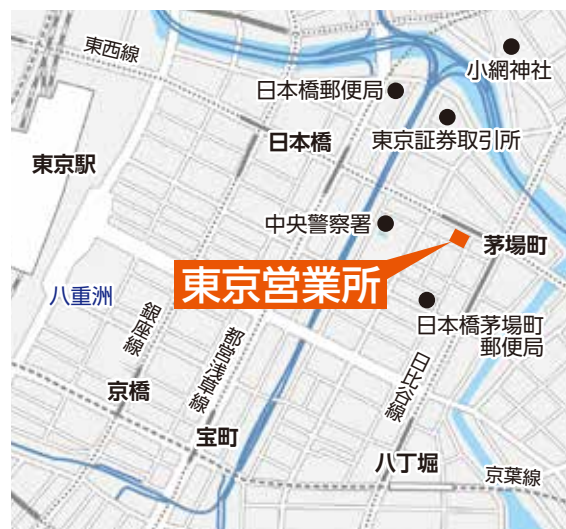 東西線
小網神社
日本橋郵便局
日本橋
東京証券取引所
東京駅
中央警察署
茅場町
東京営業所
八重洲
銀座線
都営浅草線
日本橋茅場町
郵便局
日比谷線
京橋
宝町
八丁堀
京葉線